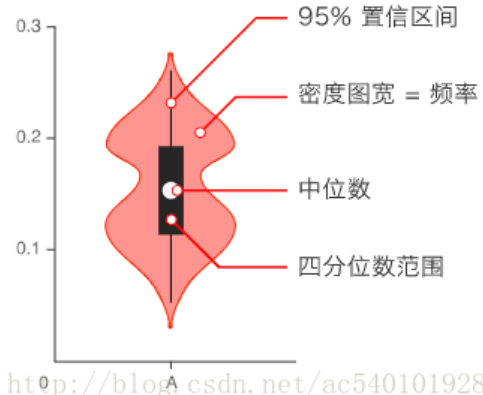 0.3
95% 置信区间
密度图宽 = 频率
0.2
中位数
0.1
四分位数范围
0
A
http://blog.csdn.net/ac540101928